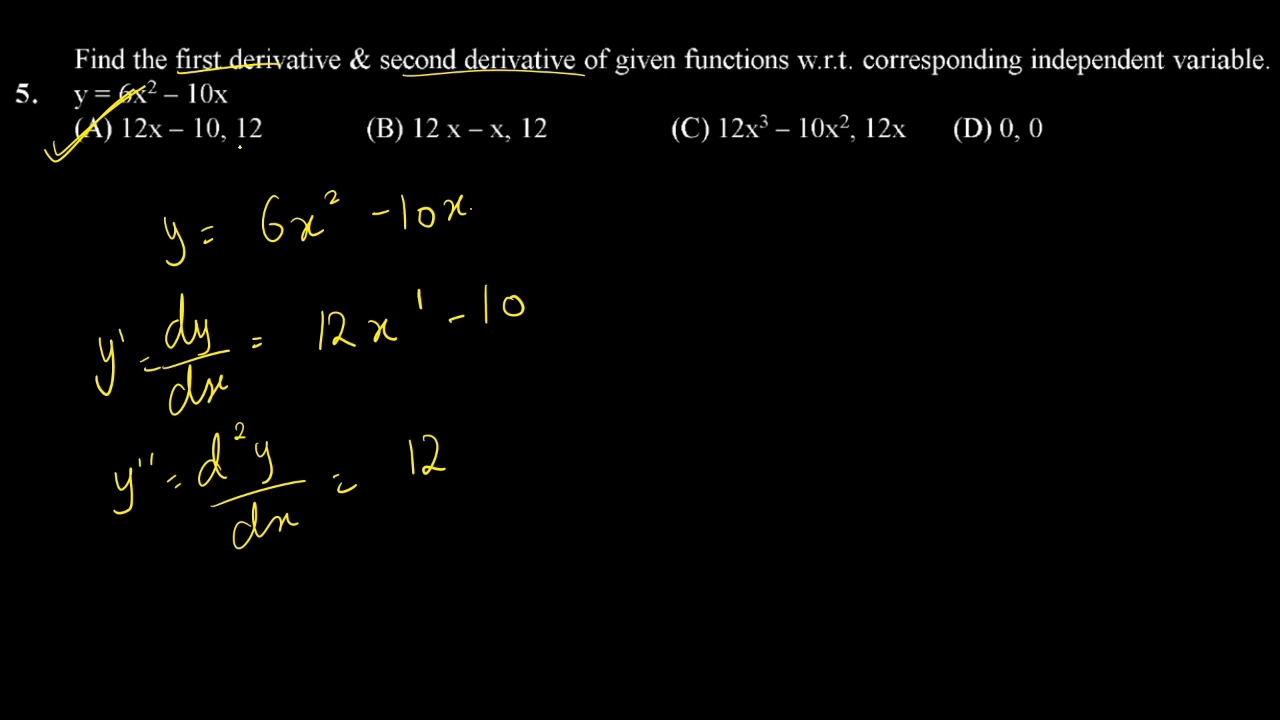 Find the first derivative & second derivative of given functions w.r.t. corresponding independent variable.
5. y = 6x² – 10x
(A) 12x – 10, 12 (B) 12 x – x, 12 (C) 12x³ – 10x², 12x (D) 0, 0
y = 6x² - 10x
y' = dy/dx = 12x¹ - 10
y'' = d²y/dx = 12